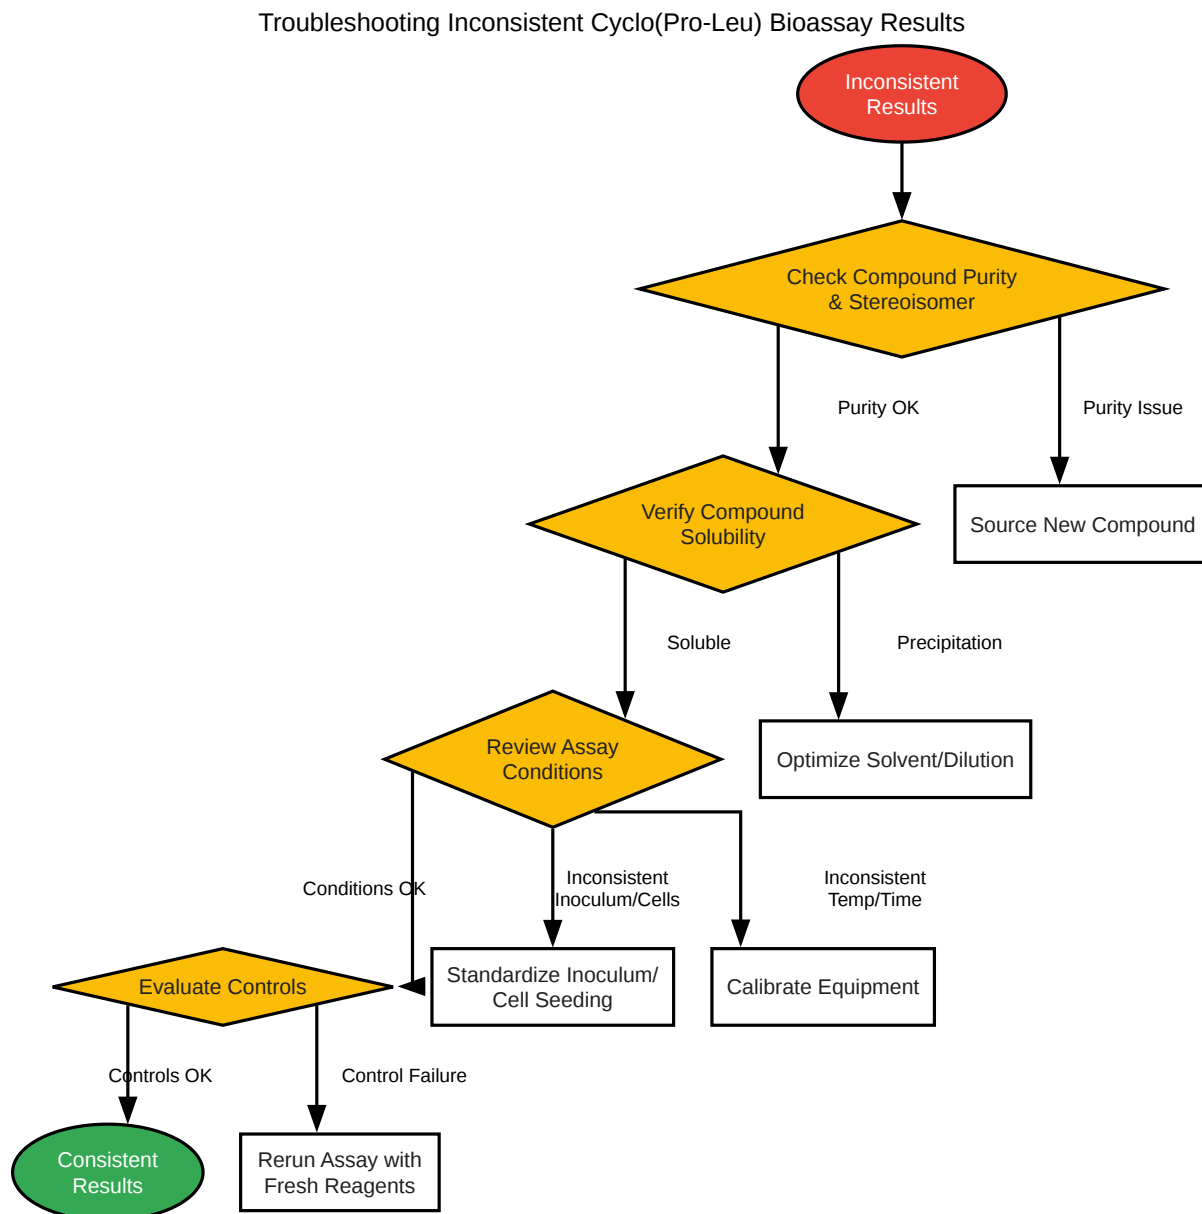 Troubleshooting Inconsistent Cyclo(Pro-Leu) Bioassay Results
Inconsistent
Results
Check Compound Purity
& Stereoisomer
Purity OK
Purity Issue
Verify Compound
Solubility
Source New Compound
Soluble
Precipitation
Review Assay
Conditions
Optimize Solvent/Dilution
Conditions OK
Inconsistent
Inoculum/Cells
Inconsistent
Temp/Time
Evaluate Controls
Standardize Inoculum/
Cell Seeding
Calibrate Equipment
Controls OK
Control Failure
Consistent
Results
Rerun Assay with
Fresh Reagents